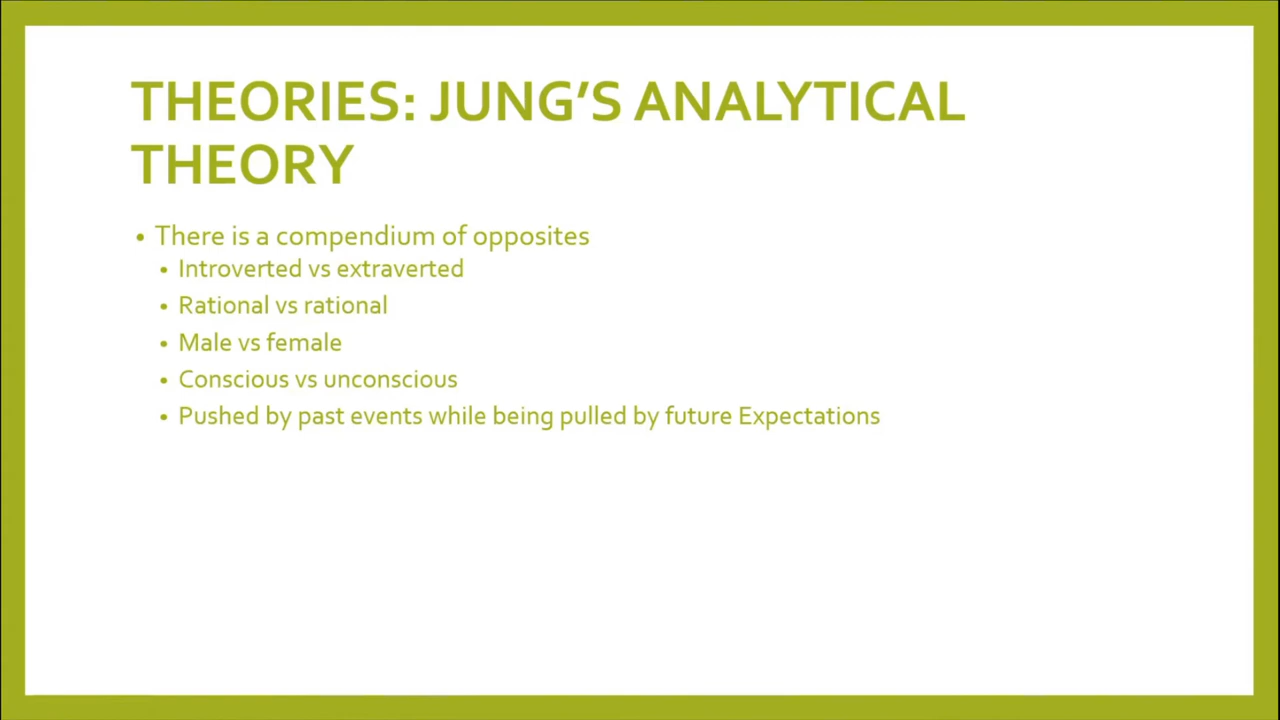 THEORIES: JUNG’S ANALYTICAL
THEORY
• There is a compendium of opposites
• Introverted vs extraverted
• Rational vs rational
• Male vs female
• Conscious vs unconscious
• Pushed by past events while being pulled by future Expectations